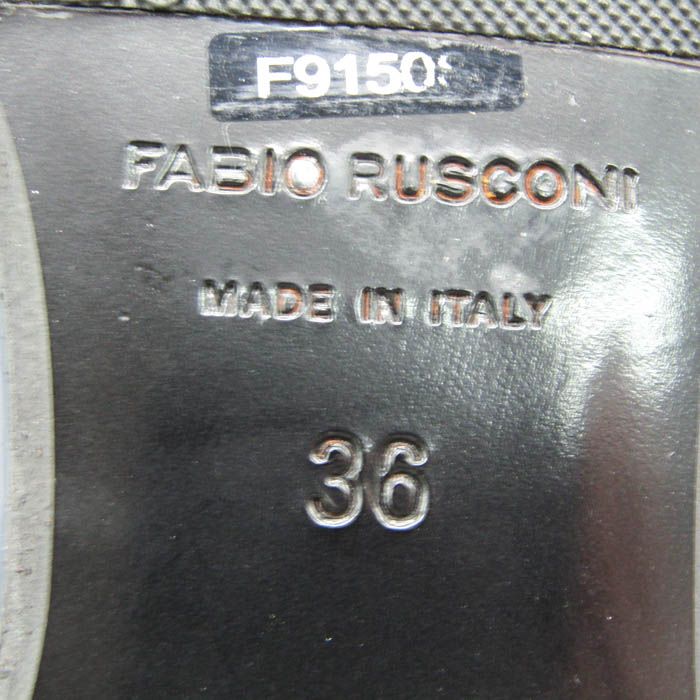 F9150
FABIO RUSCONI
MADE IN ITALY
36